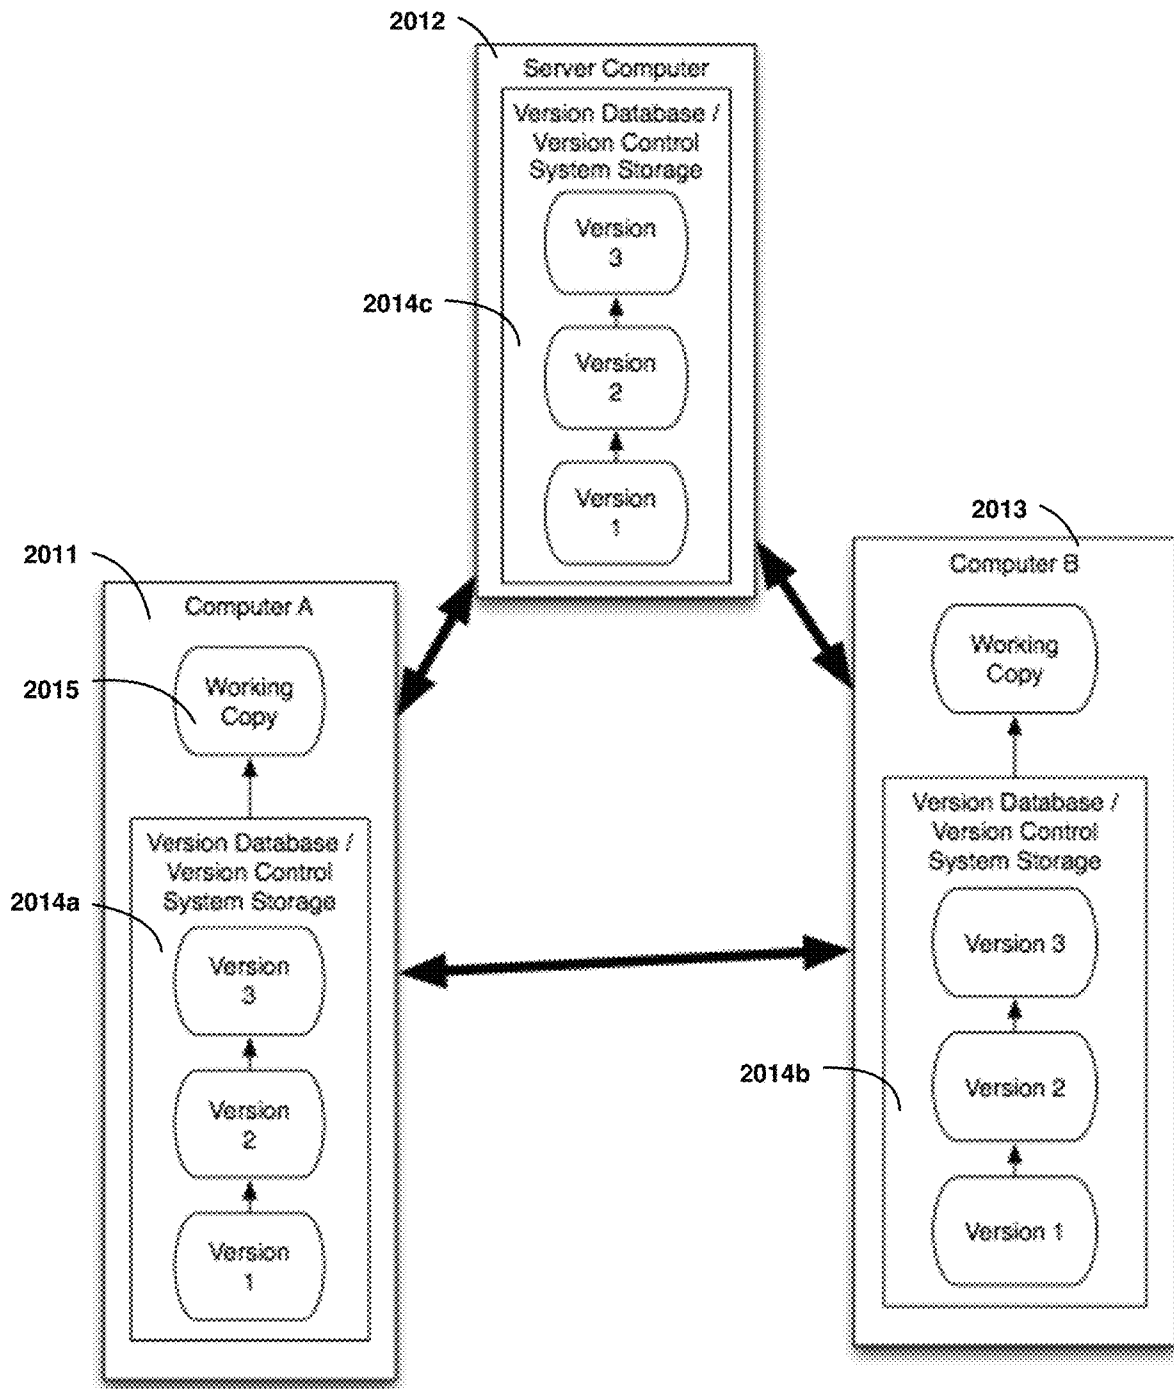 2012
Server Computer
Version Database /
Version Control
System Storage
Version
3
2014c
Version
2
Version
1
2011
Computer A
2015
Working
Copy
Version Database /
Version Control
System Storage
2014a
Version
3
Version
2
Version
1
2013
Computer B
Working
Copy
Version Database /
Version Control
System Storage
Version 3
2014b
Version 2
Version 1